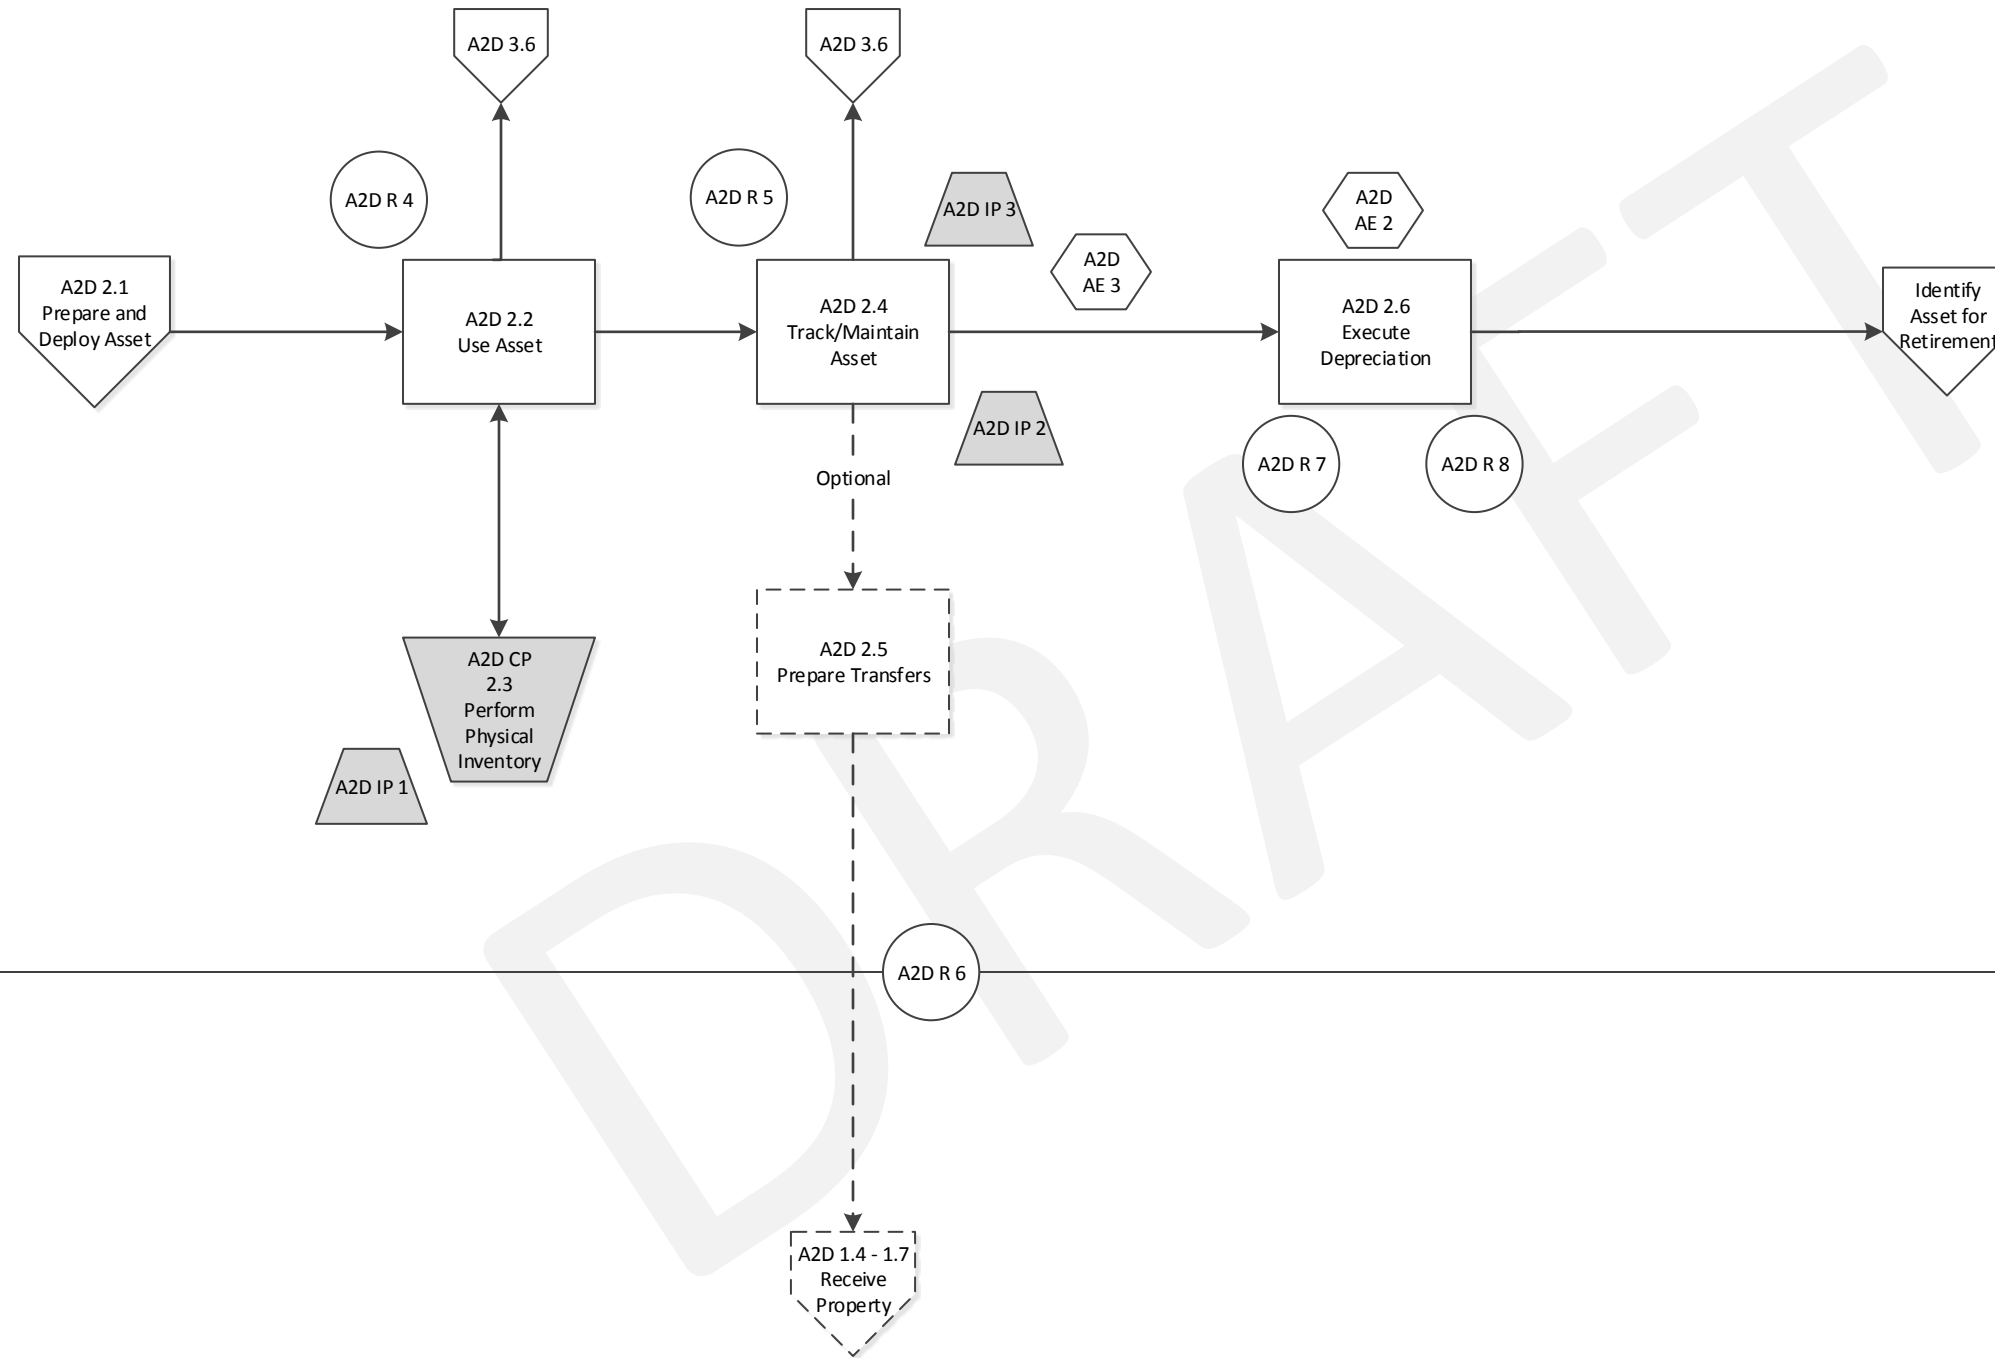 A2D 3.6
A2D 3.6
A2D R 4
A2D R 5
A2D IP 3
A2D
AE 3
A2D
AE 2
A2D 2.1
Prepare and
Deploy Asset
A2D 2.2
Use Asset
A2D 2.4
Track/Maintain
Asset
A2D 2.6
Execute
Depreciation
Identify
Asset for
Retirement
A2D IP 2
A2D R 7
A2D R 8
Optional
A2D CP
2.3
Perform
Physical
Inventory
A2D 2.5
Prepare Transfers
A2D IP 1
A2D R 6
A2D 1.4 - 1.7
Receive
Property
DRAFT